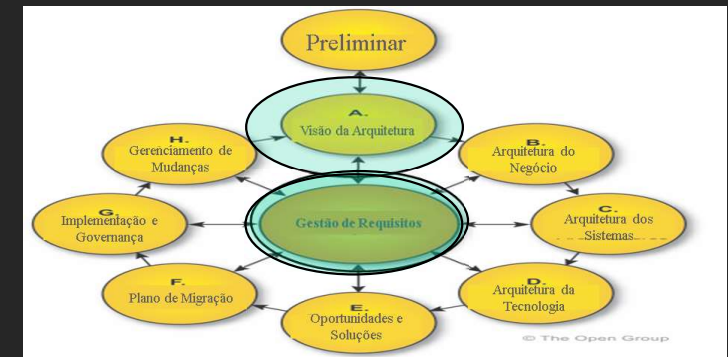 Preliminar
A.
Visão da Arquitetura
H.
Gerenciamento de
Mudanças
B.
Arquitetura do
Negócio
G.
Implementação e
Governança
Gestão de Requisitos
C.
Arquitetura dos
Sistemas
F.
Plano de Migração
D.
Arquitetura da
Tecnologia
E.
Oportunidades e
Soluções
© The Open Group